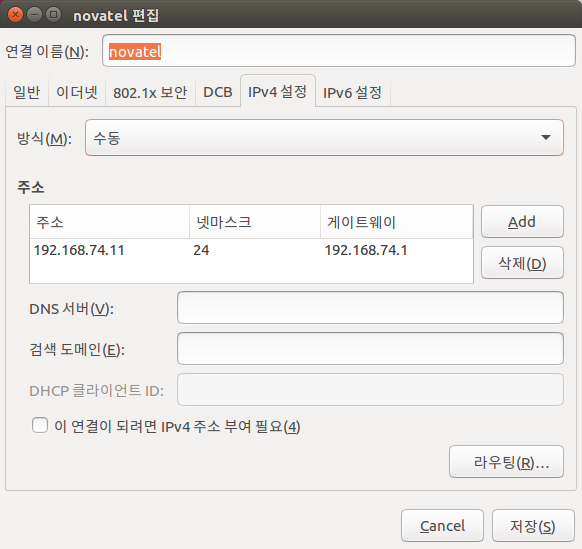 novatel 편집
연결 이름(N): novatel
일반 이더넷 802.1x 보안 DCB IPv4 설정 IPv6 설정
방식(M): 수동
주소
주소 넷마스크 게이트웨이 Add
192.168.74.11 24 192.168.74.1
삭제(D)
DNS 서버(V):
검색 도메인(E):
DHCP 클라이언트 ID:
이 연결이 되려면 IPv4 주소 부여 필요(4)
라우팅(R)...
Cancel 저장(S)